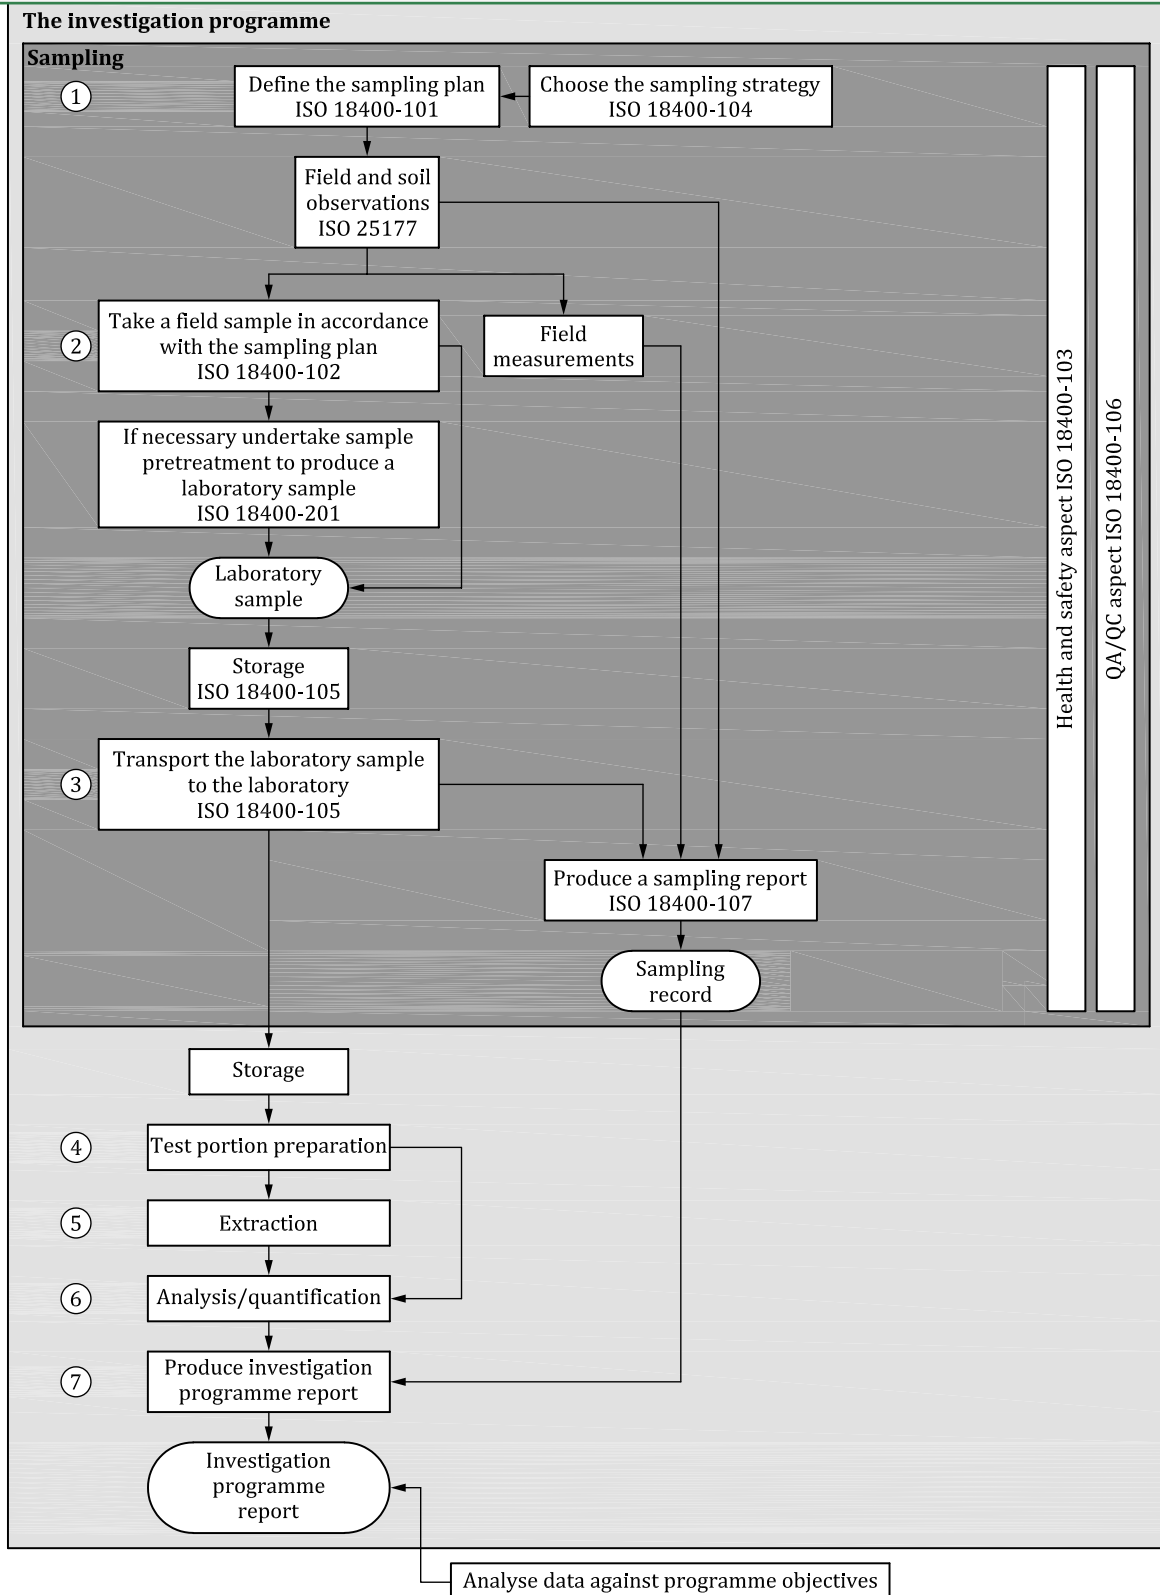 The investigation programme
Sampling
1
Define the sampling plan
ISO 18400-101
Choose the sampling strategy
ISO 18400-104
Field and soil
observations
ISO 25177
2
Take a field sample in accordance
with the sampling plan
ISO 18400-102
Field
measurements
If necessary undertake sample
pretreatment to produce a
laboratory sample
ISO 18400-201
Laboratory
sample
Storage
ISO 18400-105
3
Transport the laboratory sample
to the laboratory
ISO 18400-105
Produce a sampling report
ISO 18400-107
Sampling
record
Health and safety aspect ISO 18400-103
QA/QC aspect ISO 18400-106
Storage
4
Test portion preparation
5
Extraction
6
Analysis/quantification
7
Produce investigation
programme report
Investigation
programme
report
Analyse data against programme objectives